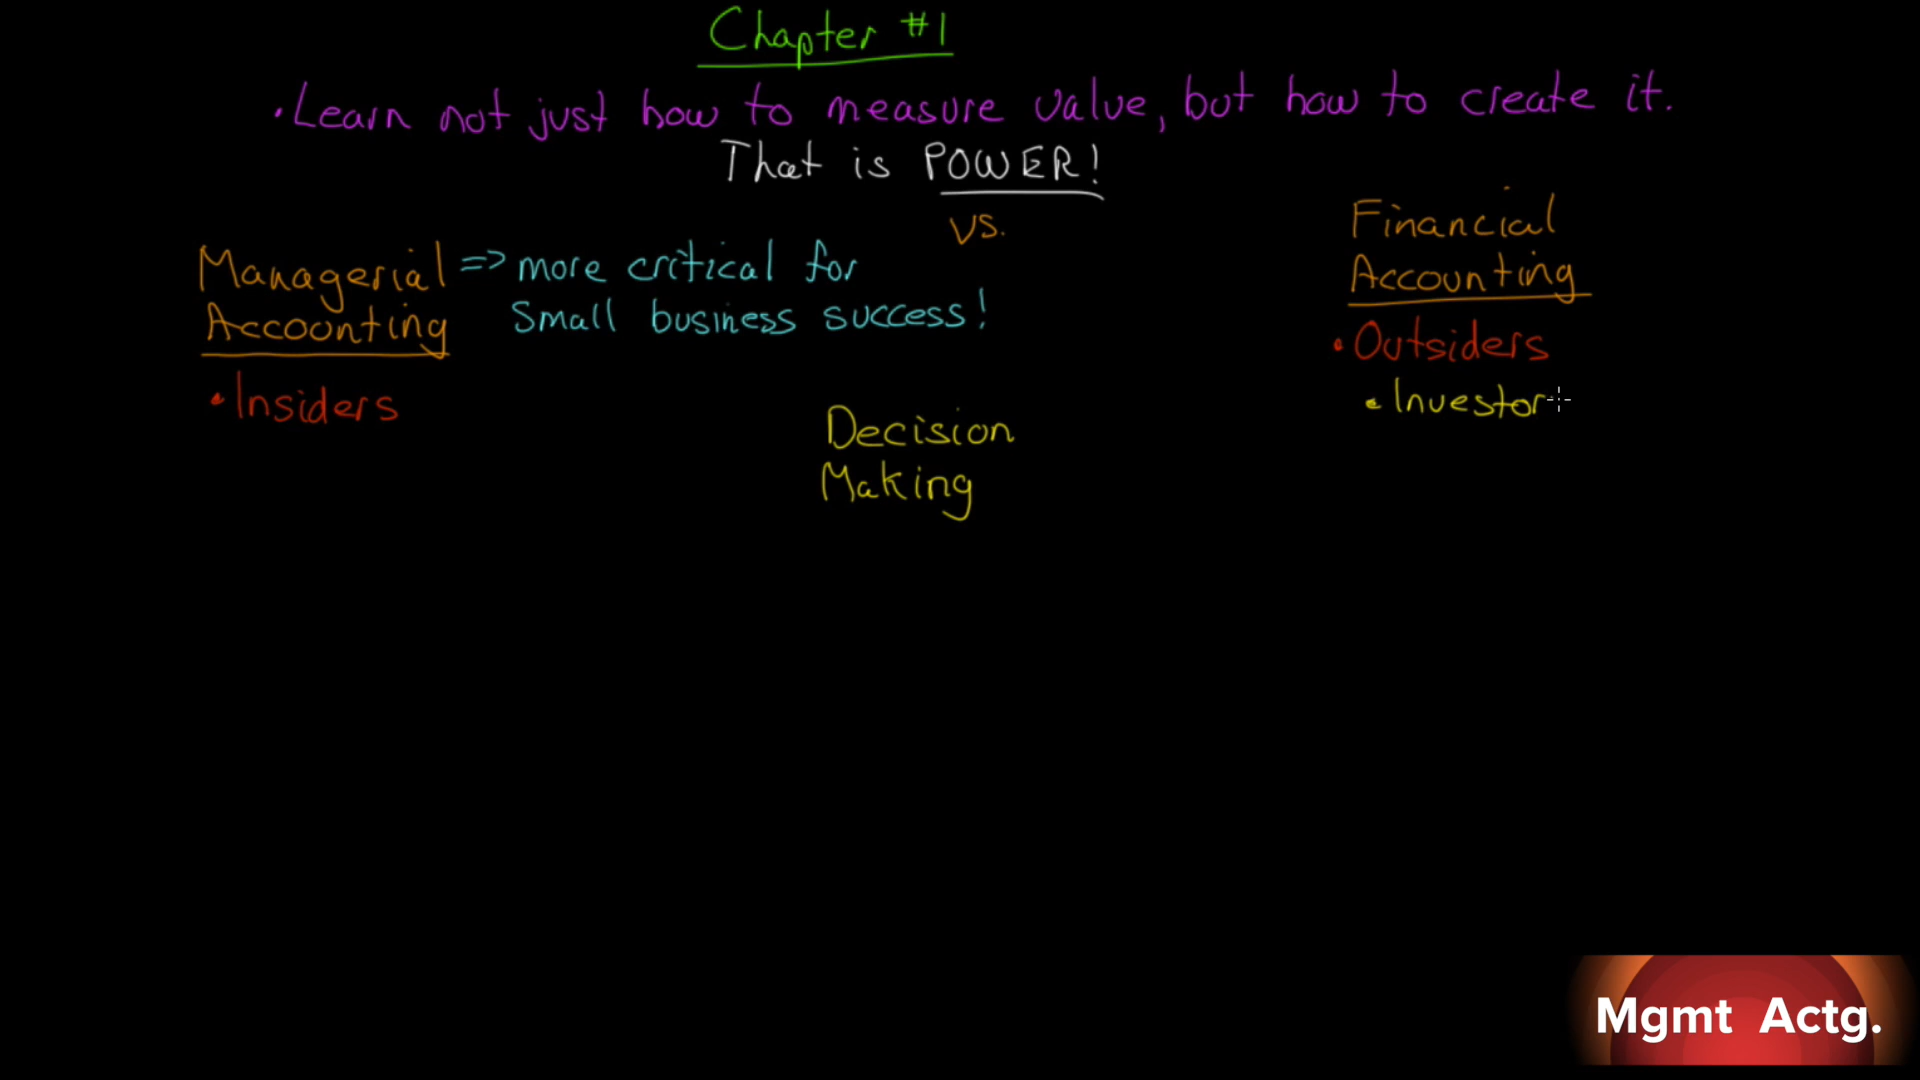 Chapter #1
• Learn not just how to measure value, but how to create it.
That is POWER!
vs.
Managerial => more critical for
Accounting small business success!
• Insiders
Financial
Accounting
• Outsiders
• Investor
Decision
Making
Mgmt Actg.